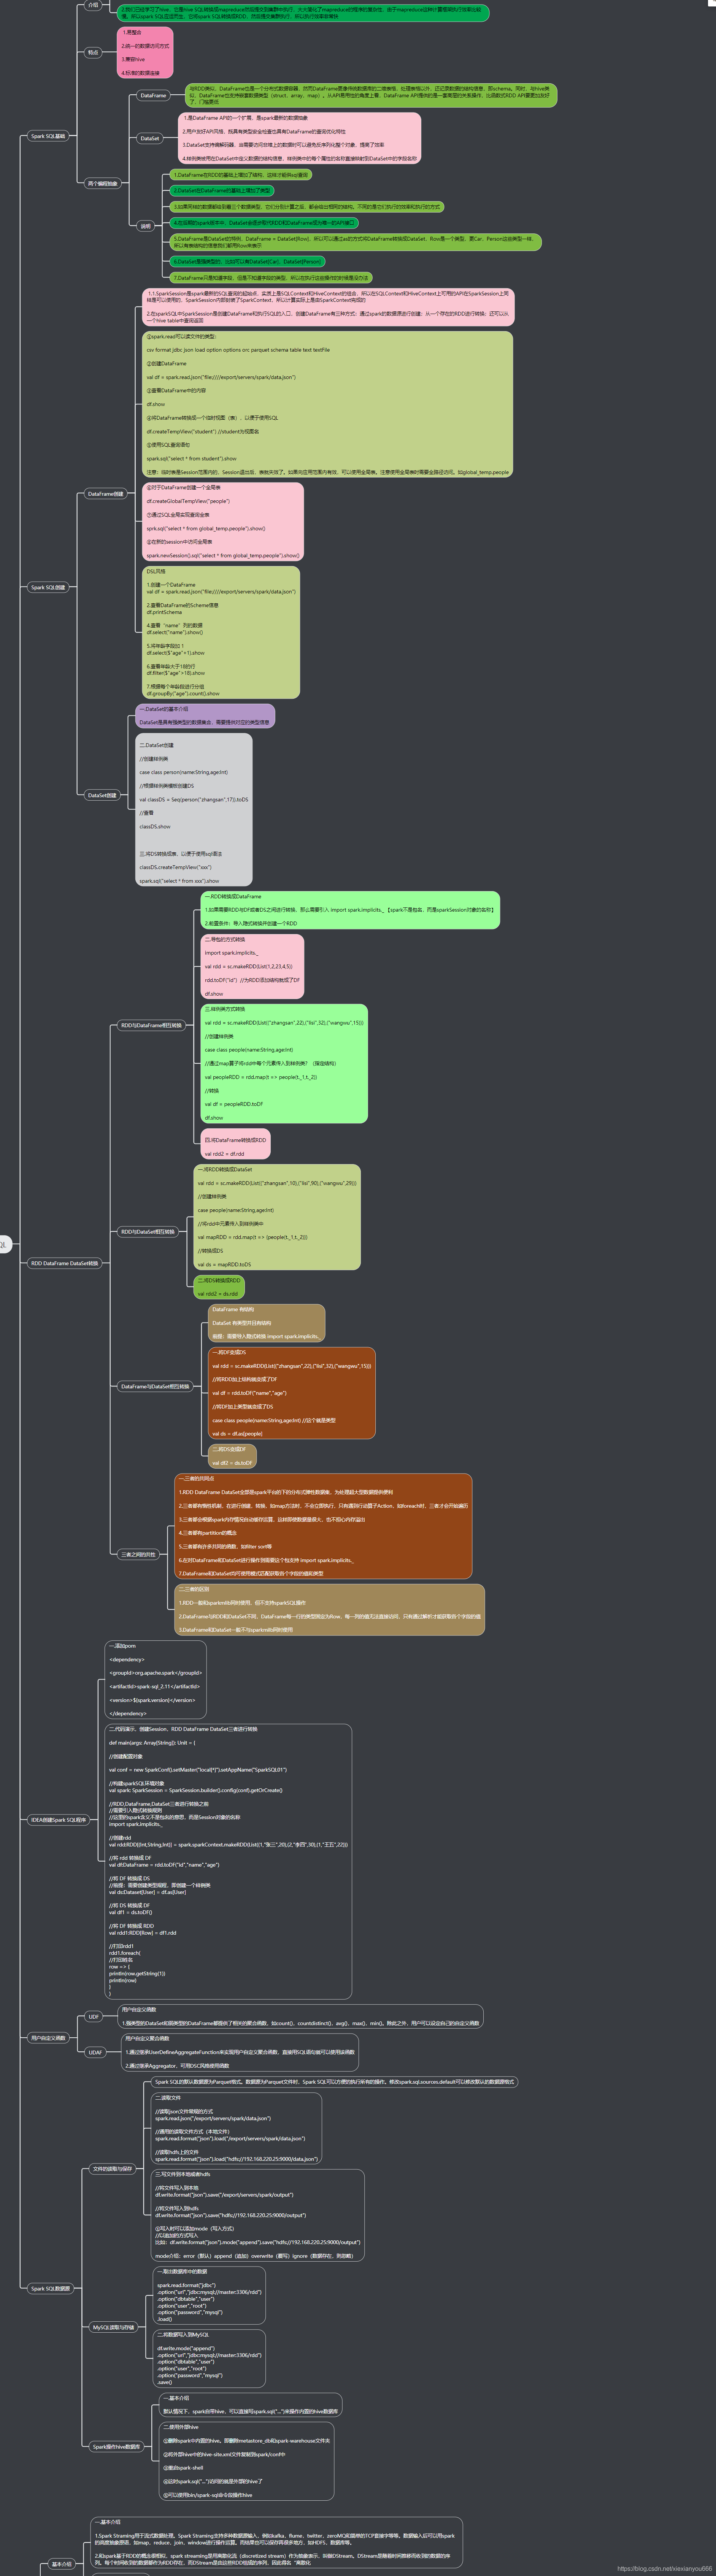 介绍
2.我们已经学习了hive，它是hive SQL转换成mapreduce然后提交到集群中执行，大大简化了mapreduce的程序的复杂性，由于mapreduce这种计算框架执行效率比较
慢，所以spark SQL应运而生，它将spark SQL转换成RDD，然后提交集群执行，所以执行效率非常快
特点
1.易整合
2.统一的数据访问方式
3.兼容hive
4.标准的数据连接
Spark SQL基础
两个编程抽象
DataFrame
与RDD类似，DataFrame也是一个分布式数据容器，然而DataFrame更像传统数据库的二维表格，处理表格以外，还记录数据的结构信息，即schema。同时，与Hive类
似，DataFrame也支持嵌套数据类型（struct、array、map）。从API易用性的角度上看，DataFrame API提供的是一套高层的关系操作，比函数式RDD API要更加友好
了，门槛更低
DataSet
1.是DataFrame API的一个扩展，是spark最新的数据抽象
2.用户友好API风格，既具有类型安全检查也具有DataFrame的查询优化特性
3.DataSet支持编解码器，当需要访问非堆上的数据时可以避免反序列化整个对象，提高了效率
4.样例类被用在DataSet中定义数据的结构信息，样例类中的每个属性的名称直接映射到DataSet中的字段名称
说明
1.DataFrame在RDD的基础上增加了结构，这样才能供sql查询
2.DataSet在DataFrame的基础上增加了类型
3.如果同样的数据都给到着三个数据类型，它们分别计算之后，都会给出相同的结构。不同的是它们执行的效率和执行的方式
4.在后期的Spark版本中，DataSet会逐步取代RDD和DataFrame成为唯一的API接口
5.DataFrame是DataSet的特例，DataFrame = DataSet[Row]，所以可以通过as的方式将DataFrame转换成DataSet，Row是一个类型，跟Car、Person这些类型一样，
所以有表结构的信息我们都用Row来表示
6.DataSet是强类型的，比如可以有DataSet[Car]，DataSet[Person]
7.DataFrame只是知道字段，但是不知道字段的类型，所以在执行这些操作的时候是没办法
Spark SQL创建
DataFrame创建
1.1.SparkSession是spark最新的SQL查询的起始点，实质上是SQLContext和HiveContext的组合，所以在SQLContext和HiveContext上可用的API在SparkSession上同
样是可以使用的，SparkSession内部封装了SparkContext，所以计算实际上是由SparkContext完成的
2.在sparkSQL中SparkSession是创建DataFrame和执行SQL的入口，创建DataFrame有三种方式：通过spark的数据源进行创建；从一个存在的RDD进行转换；还可以从
一个hive table中查询返回
①spark.read可以读文件的类型：
csv format jdbc json load option options orc parquet schema table text textFile
②创建DataFrame
val df = spark.read.json("file:////export/servers/spark/data.json")
③查看DataFrame中的内容
df.show
④将DataFrame转换成一个临时视图（表），以便于使用SQL
df.createTempView("student") //student为视图名
⑤使用SQL查询语句
spark.sql("select * from student").show
注意：临时表是Session范围内的，Session退出后，表就失效了。如果向应用范围内有效，可以使用全局表。注意使用全局表时需要全路径访问，如global_temp.people
⑥对于DataFrame创建一个全局表
df.createGlobalTempView("people")
⑦通过SQL全局实现查询全表
sprk.sql("select * from global_temp.people").show()
⑧在新的session中访问全局表
spark.newSession().sql("select * from global_temp.people").show()
DSL风格
1.创建一个DataFrame
val df = spark.read.json("file:////export/servers/spark/data.json")
2.查看DataFrame的Scheme信息
df.printSchema
4.查看“name”列的数据
df.select("name").show()
5.将年龄字段加 1
df.select($"age"+1).show
6.查看年龄大于18的行
df.filter($"age">18).show
7.根据每个年龄段进行分组
df.groupBy("age").count().show
DataSet创建
一.DataSet的基本介绍
DataSet是具有强类型的数据集合，需要提供对应的类型信息
二.DataSet创建
//创建样例类
case class person(name:String,age:Int)
//根据样例类模板创建DS
val classDS = Seq(person("zhangsan",17)).toDS
//查看
classDS.show
三.将DS转换成表，以便于使用sql语法
classDS.createTempView("xxx")
spark.sql("select * from xxx").show
RDD DataFrame DataSet转换
RDD与DataFrame相互转换
一.RDD转换成DataFrame
1.如果需要RDD与DF或者DS之间进行转换，那么需要引入 import spark.implicits._ 【spark不是包名，而是sparkSession对象的名称】
2.前置条件：导入隐式转换并创建一个RDD
二.导包的方式转换
import spark.implicits._
val rdd = sc.makeRDD(List(1,2,23,4,5))
rdd.toDF("id") //为RDD添加结构就成了DF
df.show
三.样例类方式转换
val rdd = sc.makeRDD(List(("zhangsan",22),("lisi",32),("wangwu",15)))
//创建样例类
case class people(name:String,age:Int)
//通过map算子将rdd中每个元素传入到样例类?（指定结构）
val peopleRDD = rdd.map(t => people(t._1,t._2))
//转换
val df = peopleRDD.toDF
df.show
四.将DataFrame转换成RDD
val rdd2 = df.rdd
RDD与DataSet相互转换
一.将RDD转换成DataSet
val rdd = sc.makeRDD(List(("zhangsan",10),("lisi",90),("wangwu",29)))
//创建样例类
case people(name:String,age:Int)
//将rdd中元素传入到样例类中
val mapRDD = rdd.map(t => (people(t._1,t._2)))
//转换成DS
val ds = mapRDD.toDS
二.将DS转换成RDD
val rdd2 = ds.rdd
DataFrame与DataSet相互转换
DataFrame 有结构
DataSet 有类型并且有结构
前提：需要导入隐式转换 import spark.implicits._
一.将DF变成DS
val rdd = sc.makeRDD(List(("zhangsan",22),("lisi",32),("wangwu",15)))
//将RDD加上结构就变成了DF
val df = rdd.toDF("name","age")
//将DF加上类型就变成了DS
case class people(name:String,age:Int) //这个就是类型
val ds = df.as[people]
二.将DS变成DF
val df2 = ds.toDF
三者之间的共性
一.三者的共同点
1.RDD DataFrame DataSet全部是spark平台的下的分布式弹性数据集，为处理超大型数据提供便利
2.三者都有惰性机制，在进行创建、转换，如map方法时，不会立即执行，只有遇到行动算子Action，如foreach时，三者才会开始遍历
3.三者都会根据spark内存情况自动缓存运算，这样即使数据量很大，也不担心内存溢出
4.三者都有partition的概念
5.三者都有许多共同的函数，如filter sort等
6.在对DataFrame和DataSet进行操作则需要这个包支持 import spark.implicits._
7.DataFrame和DataSet均可使用模式匹配获取各个字段的值和类型
二.三者的区别
1.RDD一般和sparkmlib同时使用，但不支持sparkSQL操作
2.DataFrame与RDD和DataSet不同，DataFrame每一行的类型固定为Row，每一列的值无法直接访问，只有通过解析才能获取各个字段的值
3.DataFrame和DataSet一般不与sparkmlib同时使用
IDEA创建Spark SQL程序
一.添加pom
<dependency>
<groupId>org.apache.spark</groupId>
<artifactId>spark-sql_2.11</artifactId>
<version>${spark.version}</version>
</dependency>
二.代码演示，创建Session，RDD DataFrame DataSet三者进行转换
def main(args: Array[String]): Unit = {
//创建配置对象
val conf = new SparkConf().setMaster("local[*]").setAppName("SparkSQL01")
//构建sparkSQL环境对象
val spark: SparkSession = SparkSession.builder().config(conf).getOrCreate()
//RDD,DataFrame,DataSet三者进行转换之前
//需要引入隐式转换规则
//这里的spark含义不是包名的意思，而是Session对象的名称
import spark.implicits._
//创建rdd
val rdd:RDD[(Int,String,Int)] = spark.sparkContext.makeRDD(List((1,"张三",20),(2,"李四",30),(1,"王五",22)))
//将 rdd 转换成 DF
val df:DataFrame = rdd.toDF("id","name","age")
//将 DF 转换成 DS
//前提：需要创建类型规程，即创建一个样例类
val ds:Dataset[User] = df.as[User]
//将 DS 转换成 DF
val df1 = ds.toDF()
//将 DF 转换成 RDD
val rdd1:RDD[Row] = df1.rdd
//打印rdd1
rdd1.foreach(
//打印姓名
row => {
println(row.getString(1))
println(row)
}
)
用户自定义函数
UDF
用户自定义函数
1.强类型的DataSet和弱类型的DataFrame都提供了相关的聚合函数，如count()、countdistinct()、avg()、max()、min()。除此之外，用户可以设定自己的自定义函数
UDAF
用户自定义聚合函数
1.通过继承UserDefineAggregateFunction来实现用户自定义聚合函数，直接用SQL语句就可以使用该函数
2.通过继承Aggregator，可用DSC风格使用函数
Spark SQL数据源
文件的读取与保存
Spark SQL的默认数据源为Parquet格式。数据源为Parquet文件时，Spark SQL可以方便的执行所有的操作。修改spark.sql.sources.default可以修改默认的数据源格式
二.读取文件
//读取json文件常规的方式
spark.read.json("/export/servers/spark/data.json")
//通用的读取文件方式（本地文件）
spark.read.format("json").load("/export/servers/spark/data.json")
//读取hdfs上的文件
spark.read.format("json").load("hdfs://192.168.220.25:9000/data.json")
三.写文件到本地或者hdfs
//将文件写入到本地
df.write.format("json").save("/export/servers/spark/output")
//将文件写入到hdfs
df.write.format("json").save("hdfs://192.168.220.25:9000/output")
①写入时可以添加mode（写入方式）
//以追加的方式写入
比如：df.write.format("json").mode("append").save("hdfs://192.168.220.25:9000/output")
mode介绍：error（默认）append（追加）overwrite（覆写）ignore（数据存在，则忽略）
MySQL读取与存储
一.取出数据库中的数据
spark.read.format("jdbc")
.option("url","jdbc:mysql://master:3306/rdd")
.option("dbtable","user")
.option("user","root")
.option("password","mysql")
.load()
二.将数据写入到MySQL
df.write.mode("append")
.option("url","jdbc:mysql://master:3306/rdd")
.option("dbtable","user")
.option("user","root")
.option("password","mysql")
.save()
Spark操作hive数据库
一.基本介绍
默认情况下，spark自带hive，可以直接写spark.sql("...")来操作内置的hive数据库
二.使用外部hive
①删除spark中内置的hive。即删除metastore_db和spark-warehouse文件夹
②将外部hive中的hive-site.xml文件复制到spark/conf中
③重启spark-shell
④这时spark.sql("...")访问的就是外部的hive了
⑤可以使用bin/spark-sql命令段操作hive
基本介绍
一.基本介绍
1.Spark Straming用于流式数据处理。Spark Straming支持多种数据源输入，例如kafka、flume、twitter、zeroMQ和简单的TCP套接字等等。数据输入后可以用spark
的高度抽象原语，如map、reduce、join、window进行操作运算。而结果也可以保存再很多地方，如HDFS，数据库等。
2.和spark基于RDD的概念很相似，spark streaming是用离散化流（discretized stream）作为抽象表示，叫做DStream。DStream是随着时间推移而收到的数据的序
列。每个时间收到的数据都作为RDD存在，而DStream是由这些RDD组成的序列，因此得名“离散化
https://blog.csdn.net/xiexianyou666